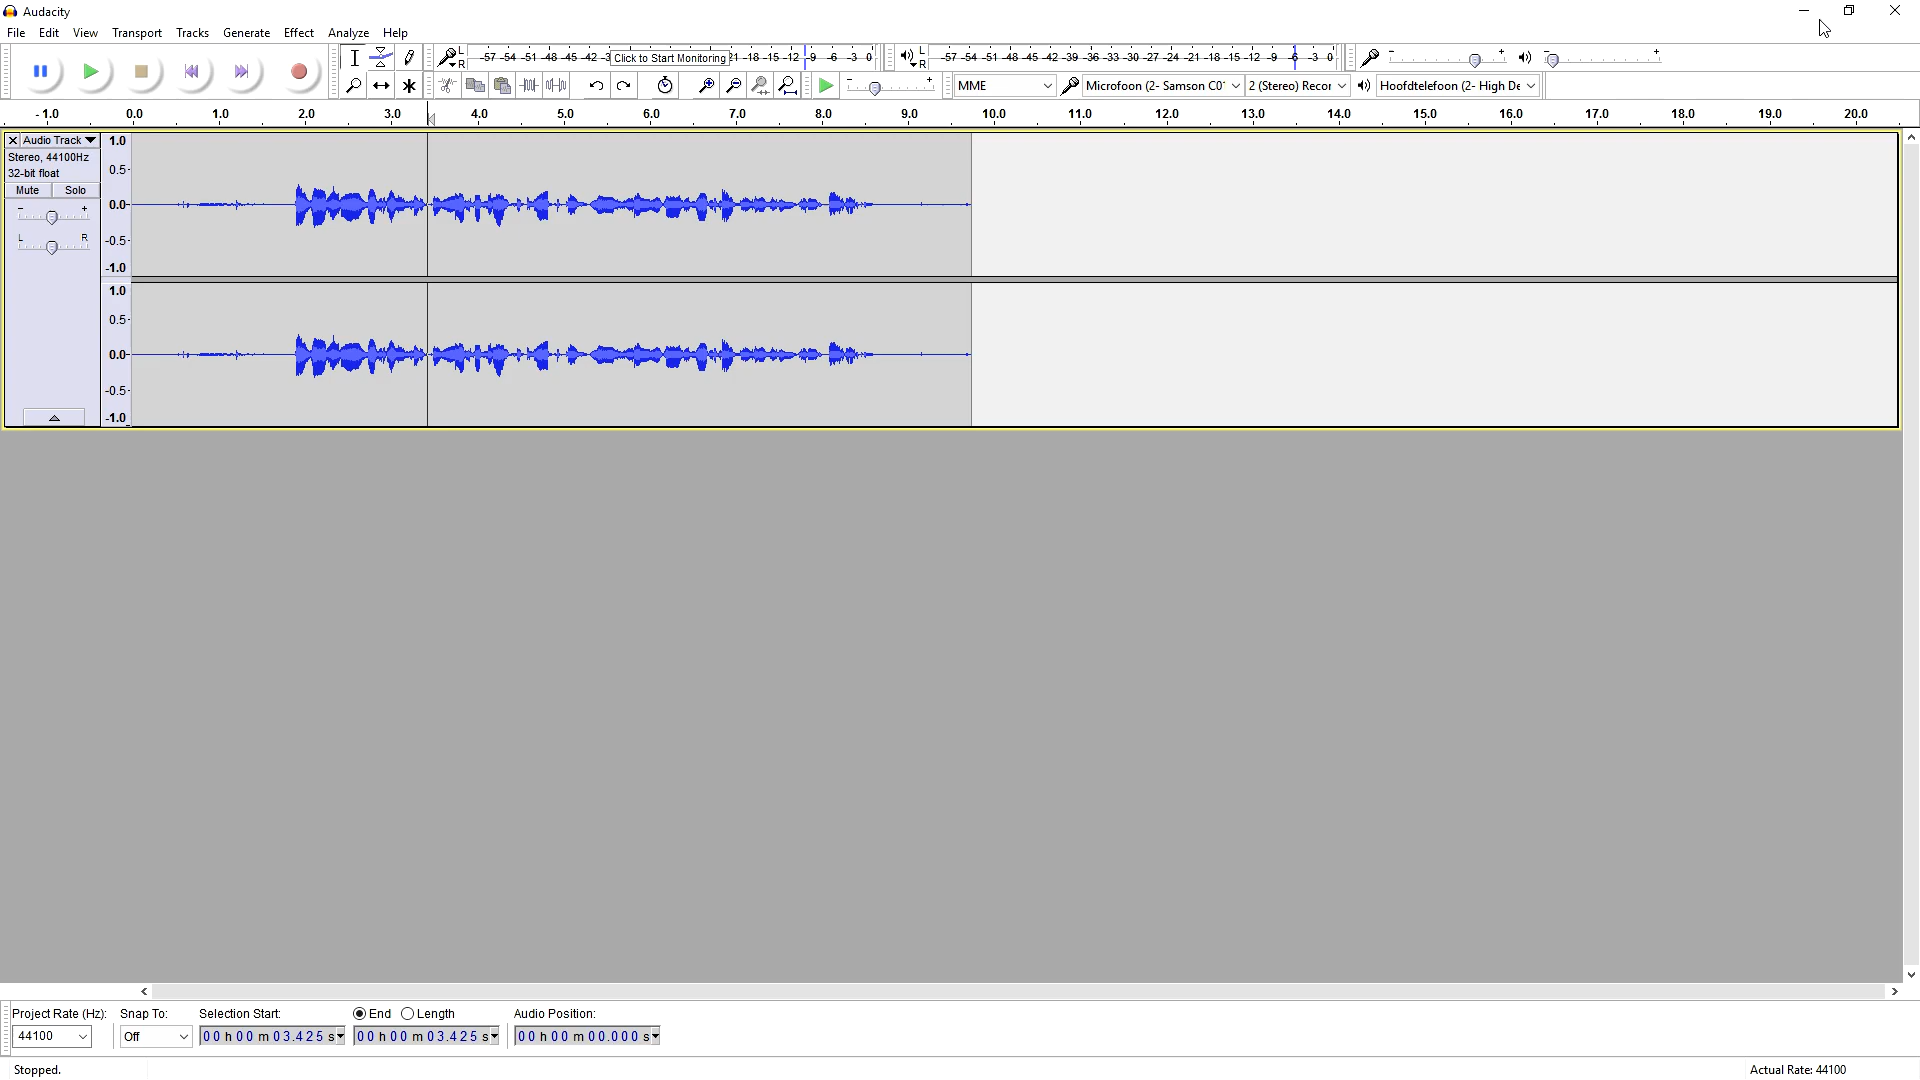 Audacity
File Edit View Transport Tracks Generate Effect Analyze Help
L
R
-57 -54 -51 -48 -45 -42 -3 Click to Start Monitoring 21 -18 -15 -12 -9 -6 -3 0
L
R
-57 -54 -51 -48 -45 -42 -39 -36 -33 -30 -27 -24 -21 -18 -15 -12 -9 -6 -3 0
- +
- +
- +
MME
Microfoon (2- Samson C01
2 (Stereo) Recor
Hoofdtelefoon (2- High De
-1.0 0.0 1.0 2.0 3.0 4.0 5.0 6.0 7.0 8.0 9.0 10.0 11.0 12.0 13.0 14.0 15.0 16.0 17.0 18.0 19.0 20.0
Audio Track
Stereo, 44100Hz
32-bit float
Mute Solo
- +
L R
1.0
0.5
0.0
-0.5
-1.0
1.0
0.5
0.0
-0.5
-1.0
Project Rate (Hz): Snap To: Selection Start: End Length Audio Position:
44100 Off 00 h 00 m 03.425 s 00 h 00 m 03.425 s 00 h 00 m 00.000 s
Stopped. Actual Rate: 44100